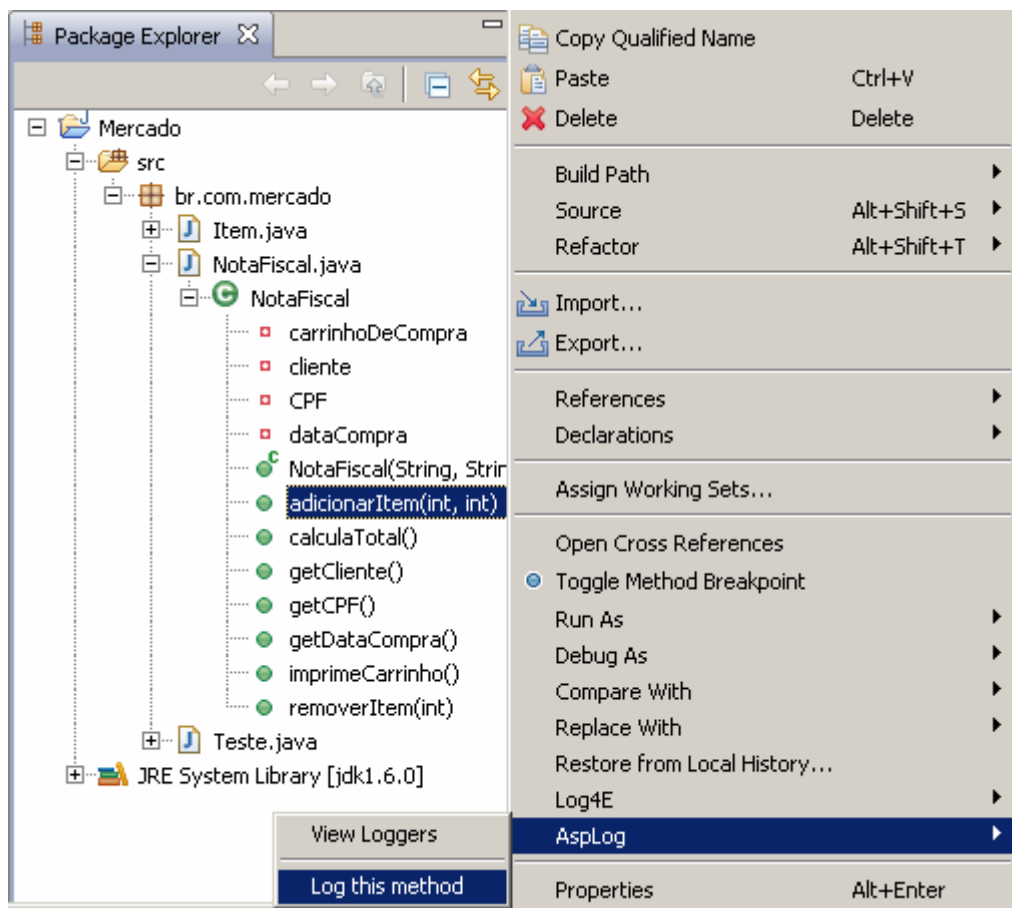 Package Explorer
Mercado
src
br.com.mercado
Item.java
NotaFiscal.java
NotaFiscal
carrinhoDeCompra
cliente
CPF
dataCompra
NotaFiscal(String, Strin
adicionarItem(int, int)
calculaTotal()
getCliente()
getCPF()
getDataCompra()
imprimeCarrinho()
removerItem(int)
Teste.java
JRE System Library [jdk1.6.0]
Copy Qualified Name
Paste Ctrl+V
Delete Delete
Build Path
Source Alt+Shift+S
Refactor Alt+Shift+T
Import...
Export...
References
Declarations
Assign Working Sets...
Open Cross References
Toggle Method Breakpoint
Run As
Debug As
Compare With
Replace With
Restore from Local History...
Log4E
AspLog
Properties Alt+Enter
View Loggers
Log this method